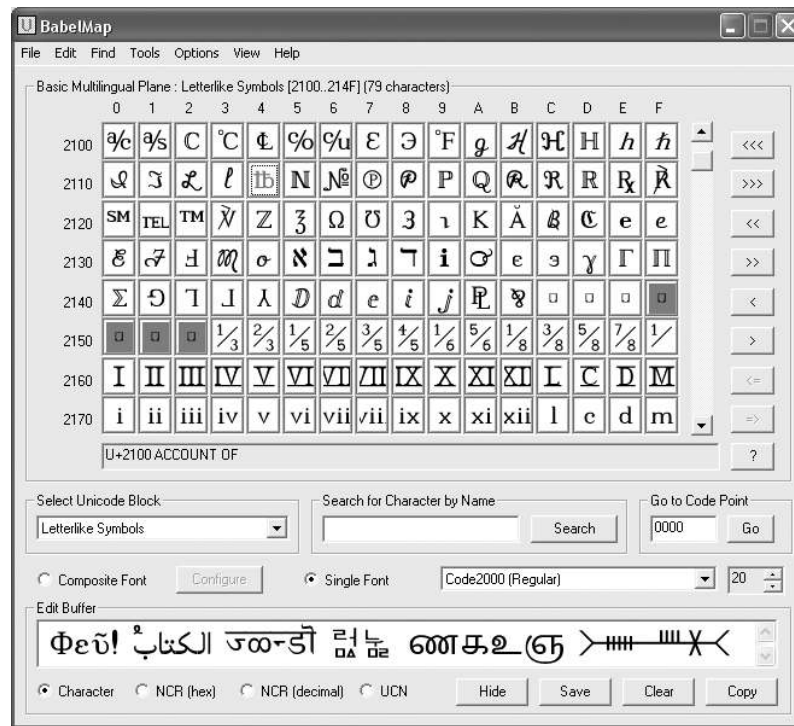 BabelMap
File Edit Find Tools Options View Help
Basic Multilingual Plane : Letterlike Symbols [2100..214F] (79 characters)
0 1 2 3 4 5 6 7 8 9 A B C D E F
2100 ℀ ℁ ℂ ℃ ℄ ℅ ℆ ℇ ℈ ℉ ℊ ℋ ℌ ℍ ℎ ℏ <<<
2110 ℐ ℑ ℒ ℓ ℔ ℕ № ℗ ℘ ℙ ℚ ℛ ℜ ℝ ℞ ℟ >>>
2120 ℠ ℡ ™ ℣ ℤ ℥ Ω ℧ ℨ ℩ K Å ℬ ℭ ℮ ℯ <<
2130 ℰ ℱ Ⅎ ℳ ℴ ℵ ℶ ℷ ℸ ℹ ℺ ℽ ℾ ℿ >>
2140 ⅀ ⅁ ⅂ ⅃ ⅄ ⅅ ⅆ ⅇ ⅈ ⅉ ⅊ ⅋ <
2150 ⅓ ⅔ ⅕ ⅖ ⅗ ⅘ ⅙ ⅚ ⅛ ⅜ ⅝ ⅞ ⅟ >
2160 Ⅰ Ⅱ Ⅲ Ⅳ Ⅴ Ⅵ Ⅶ Ⅷ Ⅸ Ⅹ Ⅺ Ⅻ Ⅼ Ⅽ Ⅾ Ⅿ <=
2170 ⅰ ⅱ ⅲ ⅳ ⅴ ⅵ ⅶ ⅷ ⅸ ⅹ ⅺ ⅻ ⅼ ⅽ ⅾ ⅿ =>
U+2100 ACCOUNT OF ?
Select Unicode Block Search for Character by Name Go to Code Point
Letterlike Symbols Search 0000 Go
Composite Font Configure Single Font Code2000 (Regular) 20
Edit Buffer
Φεῦ! ணகஉஞ
Character NCR (hex) NCR (decimal) UCN Hide Save Clear Copy